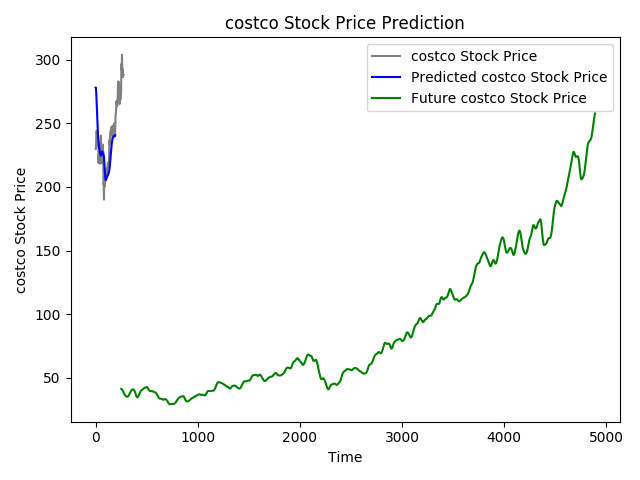 costco Stock Price Prediction
costco Stock Price
Predicted costco Stock Price
Future costco Stock Price
300
250
200
150
100
50
costco Stock Price
0
1000
2000
3000
4000
5000
Time